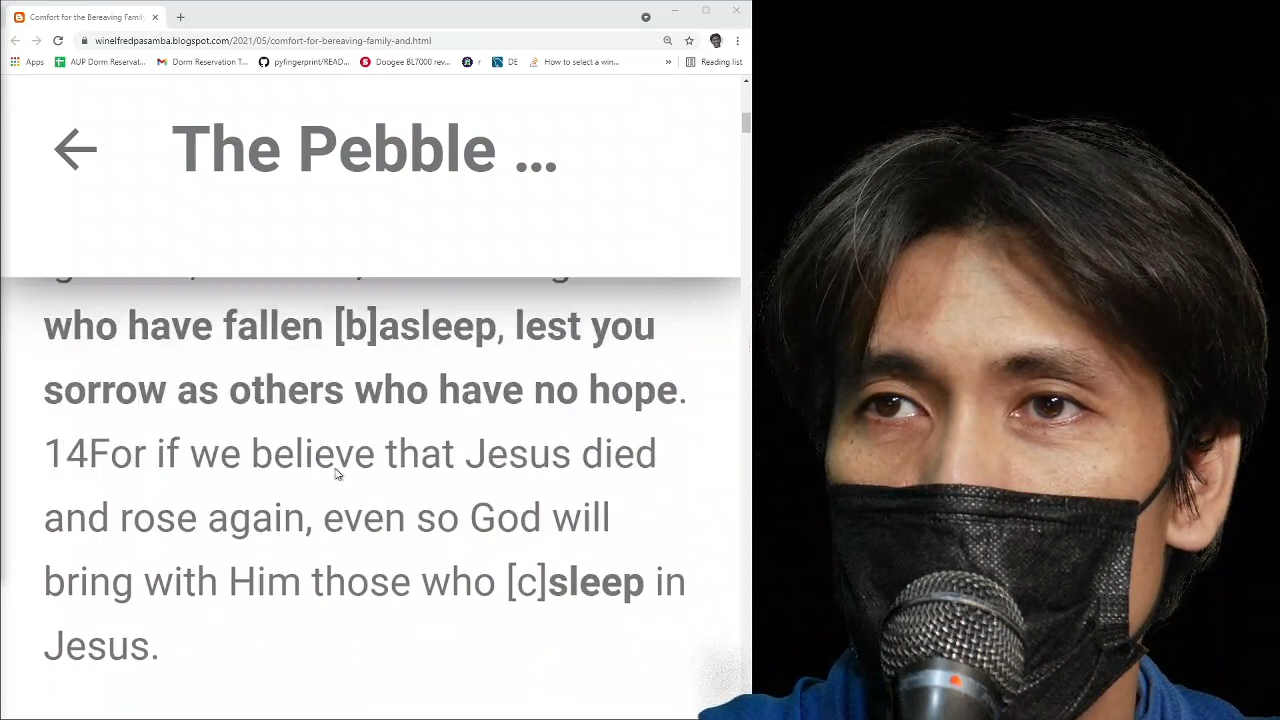 Comfort for the Bereaving Family
winelfredpasamba.blogspot.com/2021/05/comfort-for-bereaving-family-and.html
Apps AUP Dorm Reservat... Dorm Reservation T... pyfingerprint/READ... Doogee BL7000 rev... r DE How to select a win... » Reading list
The Pebble ...
who have fallen [b]asleep, lest you
sorrow as others who have no hope.
14For if we believe that Jesus died
and rose again, even so God will
bring with Him those who [c]sleep in
Jesus.